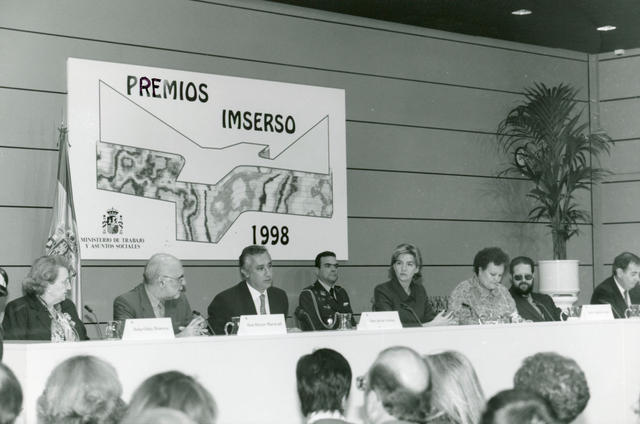 PREMIOS
IMSERSO
1998
MINISTERIO DE TRABAJO
Y ASUNTOS SOCIALES